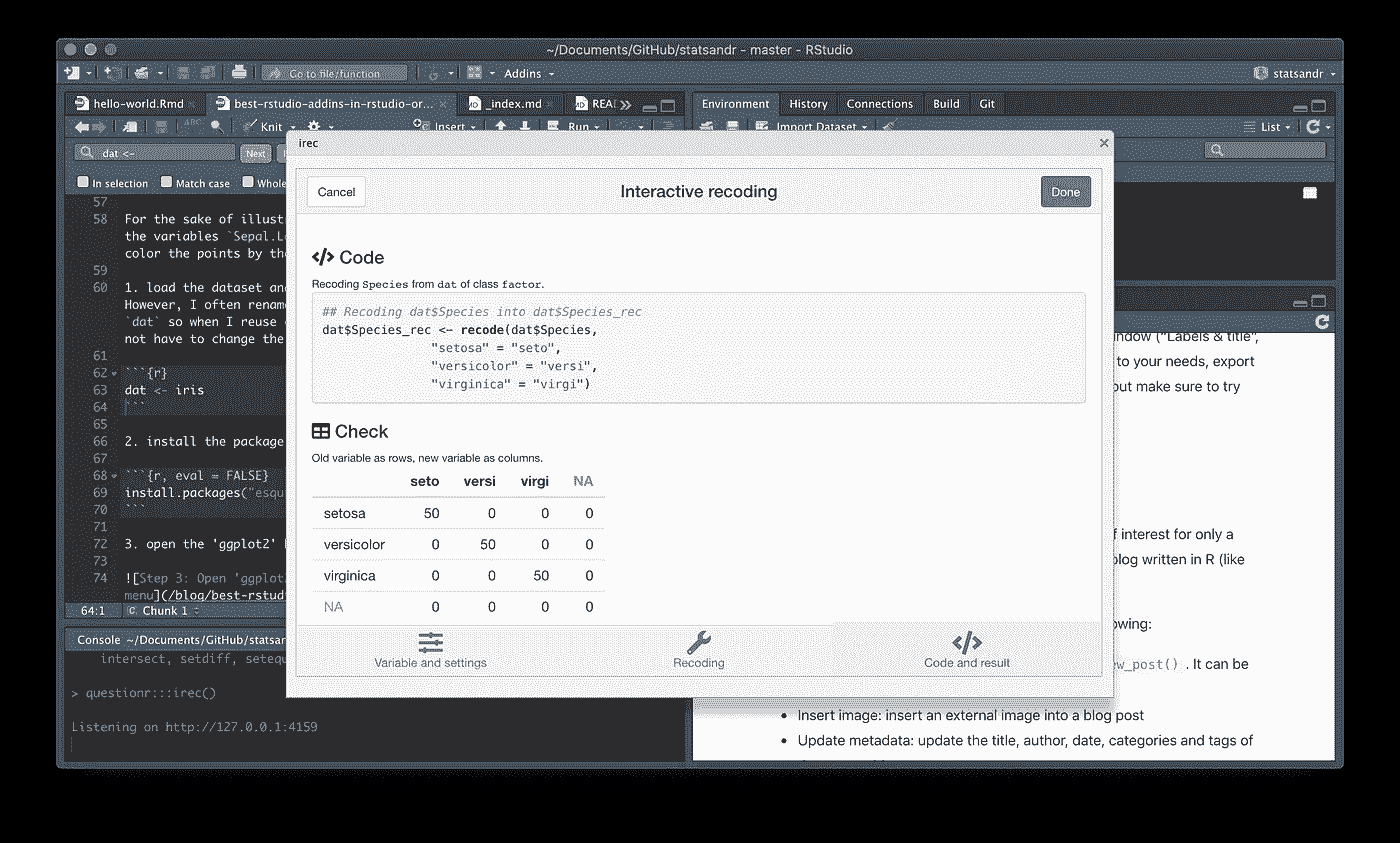 ~/Documents/GitHub/statsandr - master - RStudio
Go to file/function
Addins
statsandr
hello-world.Rmd
best-rstudio-addins-in-rstudio-or...
_index.md
REA
Environment
History
Connections
Build
Git
ABC
Knit
Insert
Run
Import Dataset
List
dat <-
Next
In selection
Match case
Whole
57
58 For the sake of illust
the variables `Sepal.L
color the points by the
59
60 1. load the dataset and
However, I often rename
`dat` so when I reuse
not have to change the
61
62 ```{r}
63 dat <- iris
64 ```
65
66 2. install the package
67
68 ```{r, eval = FALSE}
69 install.packages("esqu
70 ```
71
72 3. open the 'ggplot2'
73
74 ![Step 3: Open 'ggplot
menu](/blog/best-rstud
64:1 Chunk 1
Console ~/Documents/GitHub/statsan
intersect, setdiff, setequ
> questionr:::irec()
Listening on http://127.0.0.1:4159
irec
Cancel
Interactive recoding
Done
</> Code
Recoding Species from dat of class factor.
## Recoding dat$Species into dat$Species_rec
dat$Species_rec <- recode(dat$Species,
"setosa" = "seto",
"versicolor" = "versi",
"virginica" = "virgi")
Check
Old variable as rows, new variable as columns.
seto versi virgi NA
setosa 50 0 0 0
versicolor 0 50 0 0
virginica 0 0 50 0
NA 0 0 0 0
Variable and settings
Recoding
</>
Code and result
indow ("Labels & title",
to your needs, export
but make sure to try
f interest for only a
blog written in R (like
owing:
ew_post() . It can be
• Insert image: insert an external image into a blog post
• Update metadata: update the title, author, date, categories and tags of